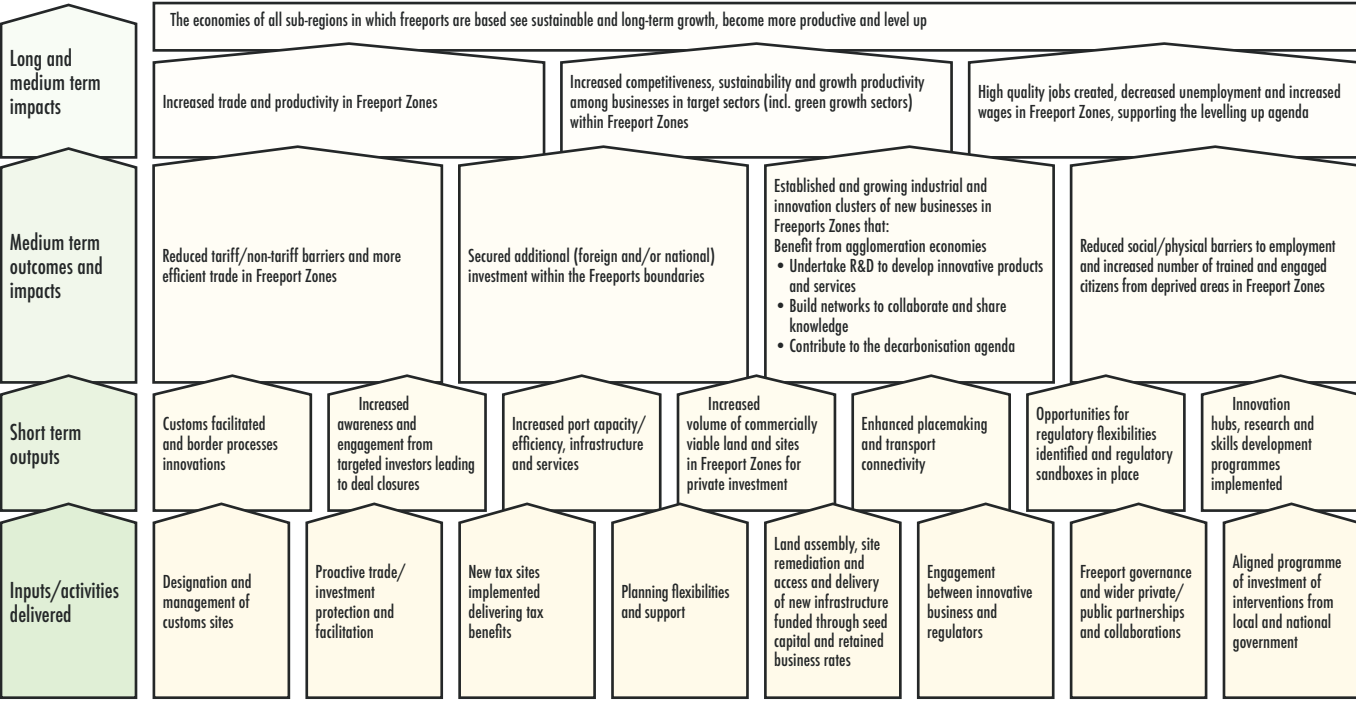 The economies of all sub-regions in which freeports are based see sustainable and long-term growth, become more productive and level up
Long and
medium term
impacts
Increased trade and productivity in Freeport Zones
Increased competitiveness, sustainability and growth productivity
among businesses in target sectors (incl. green growth sectors)
within Freeport Zones
High quality jobs created, decreased unemployment and increased
wages in Freeport Zones, supporting the levelling up agenda
Medium term
outcomes and
impacts
Reduced tariff/non-tariff barriers and more
efficient trade in Freeport Zones
Secured additional (foreign and/or national)
investment within the Freeports boundaries
Established and growing industrial and
innovation clusters of new businesses in
Freeports Zones that:
Benefit from agglomeration economies
• Undertake R&D to develop innovative products
and services
• Build networks to collaborate and share
knowledge
• Contribute to the decarbonisation agenda
Reduced social/physical barriers to employment
and increased number of trained and engaged
citizens from deprived areas in Freeport Zones
Short term
outputs
Customs facilitated
and border processes
innovations
Increased
awareness and
engagement from
targeted investors leading
to deal closures
Increased port capacity/
efficiency, infrastructure
and services
Increased
volume of commercially
viable land and sites
in Freeport Zones for
private investment
Enhanced placemaking
and transport
connectivity
Opportunities for
regulatory flexibilities
identified and regulatory
sandboxes in place
Innovation
hubs, research and
skills development
programmes
implemented
Inputs/activities
delivered
Designation and
management of
customs sites
Proactive trade/
investment
protection and
facilitation
New tax sites
implemented
delivering tax
benefits
Planning flexibilities
and support
Land assembly, site
remediation and
access and delivery
of new infrastructure
funded through seed
capital and retained
business rates
Engagement
between innovative
business and
regulators
Freeport governance
and wider private/
public partnerships
and collaborations
Aligned programme
of investment of
interventions from
local and national
government